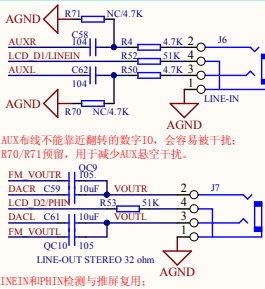 R71 NC/4.7K
AGND
C58
AUXR 104 R4 4.7K 2 J6
LCD_D1/LINEIN R52 51K 4
AUXL C62 R50 4.7K 3
104 1
AGND
R70 NC/4.7K
AGND LINE-IN
AUX布线不能靠近翻转的数字IO，会容易被干扰；
R70/R71预留，用于减少AUX悬空干扰。
QC9
FM_VOUTR 105
DACR C59 10uF VOUTR 2 J7
LCD_D2/PHIN R53 51K 4
DACL C61 10uF VOUTL 3
FM_VOUTL 1
QC10 105
LINE-OUT STEREO 32 ohm
AGND
INEIN和PHIN检测与推屏复用：